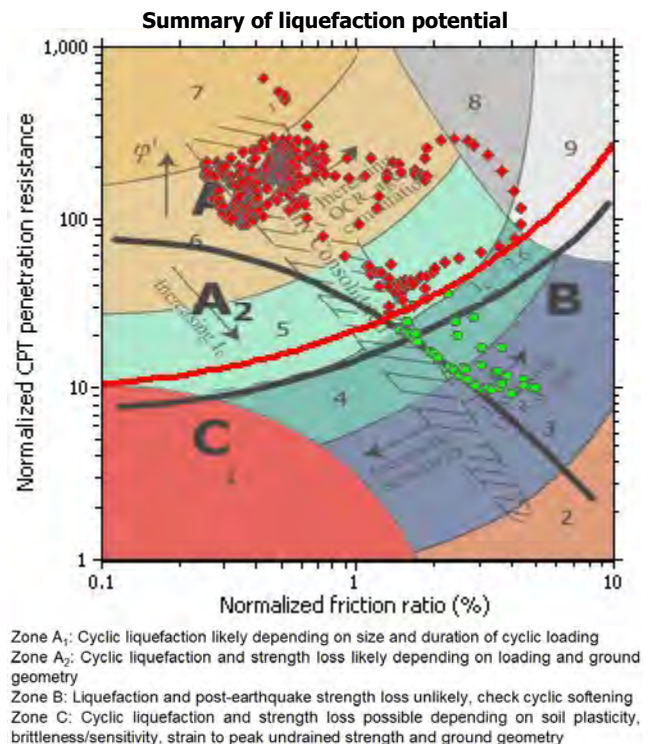 Summary of liquefaction potential
1,000
7
8
9
φ'
Increasing
OCR
A
100
6
A2
B
Increasing Ic
5
10
4
3
C
1
2
1
0.1
1
10
Normalized CPT penetration resistance
Normalized friction ratio (%)
Zone A1: Cyclic liquefaction likely depending on size and duration of cyclic loading
Zone A2: Cyclic liquefaction and strength loss likely depending on loading and ground
geometry
Zone B: Liquefaction and post-earthquake strength loss unlikely, check cyclic softening
Zone C: Cyclic liquefaction and strength loss possible depending on soil plasticity,
brittleness/sensitivity, strain to peak undrained strength and ground geometry